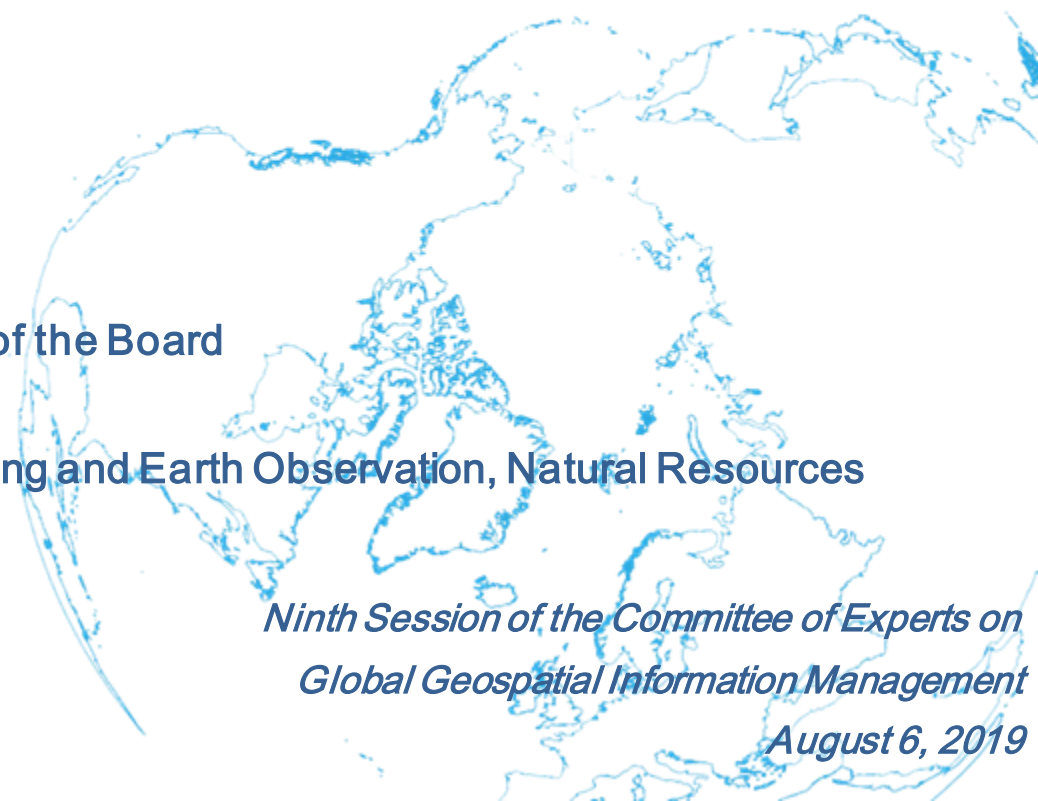 of the Board
ng and Earth Observation, Natural Resources
Ninth Session of the Committee of Experts on
Global Geospatial Information Management
August 6, 2019